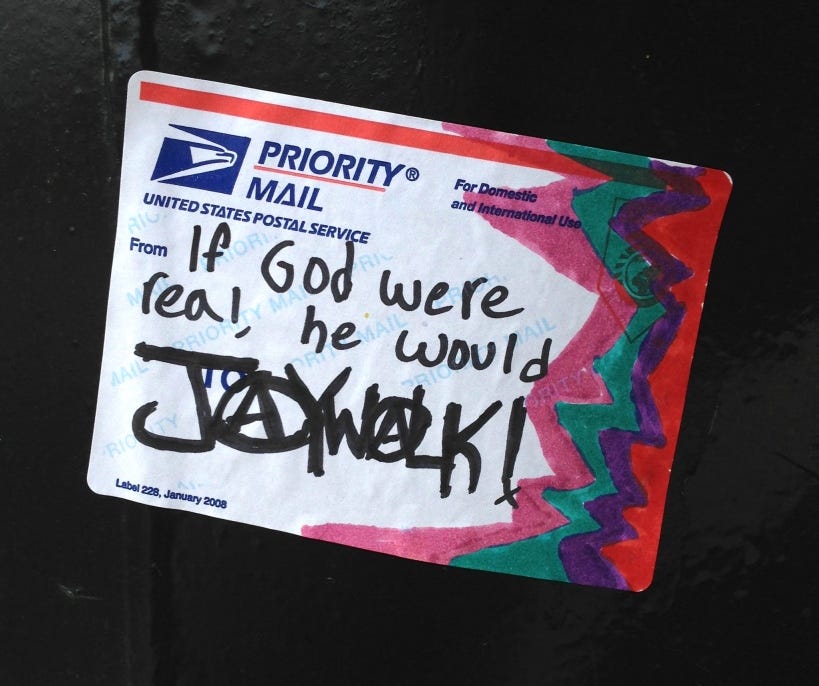 PRIORITY®
MAIL
UNITED STATES POSTAL SERVICE
For Domestic
and International Use
From
If God were
real, he would
TO
JAYWALK!
Label 228, January 2008